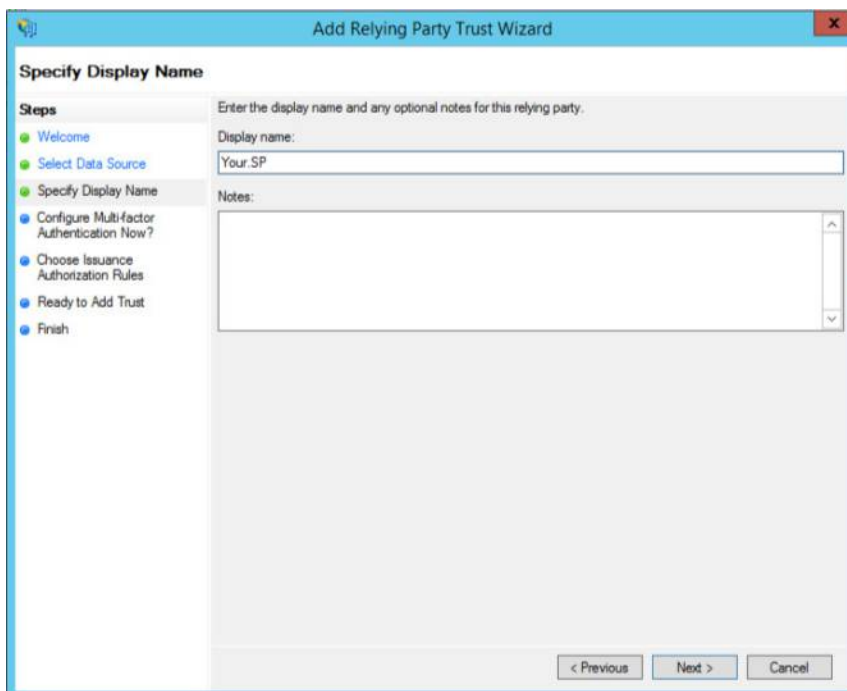 Add Relying Party Trust Wizard
x
Specify Display Name
Steps
Welcome
Select Data Source
Specify Display Name
Configure Multi-factor
Authentication Now?
Choose Issuance
Authorization Rules
Ready to Add Trust
Finish
Enter the display name and any optional notes for this relying party.
Display name:
Your.SP
Notes:
< Previous
Next >
Cancel